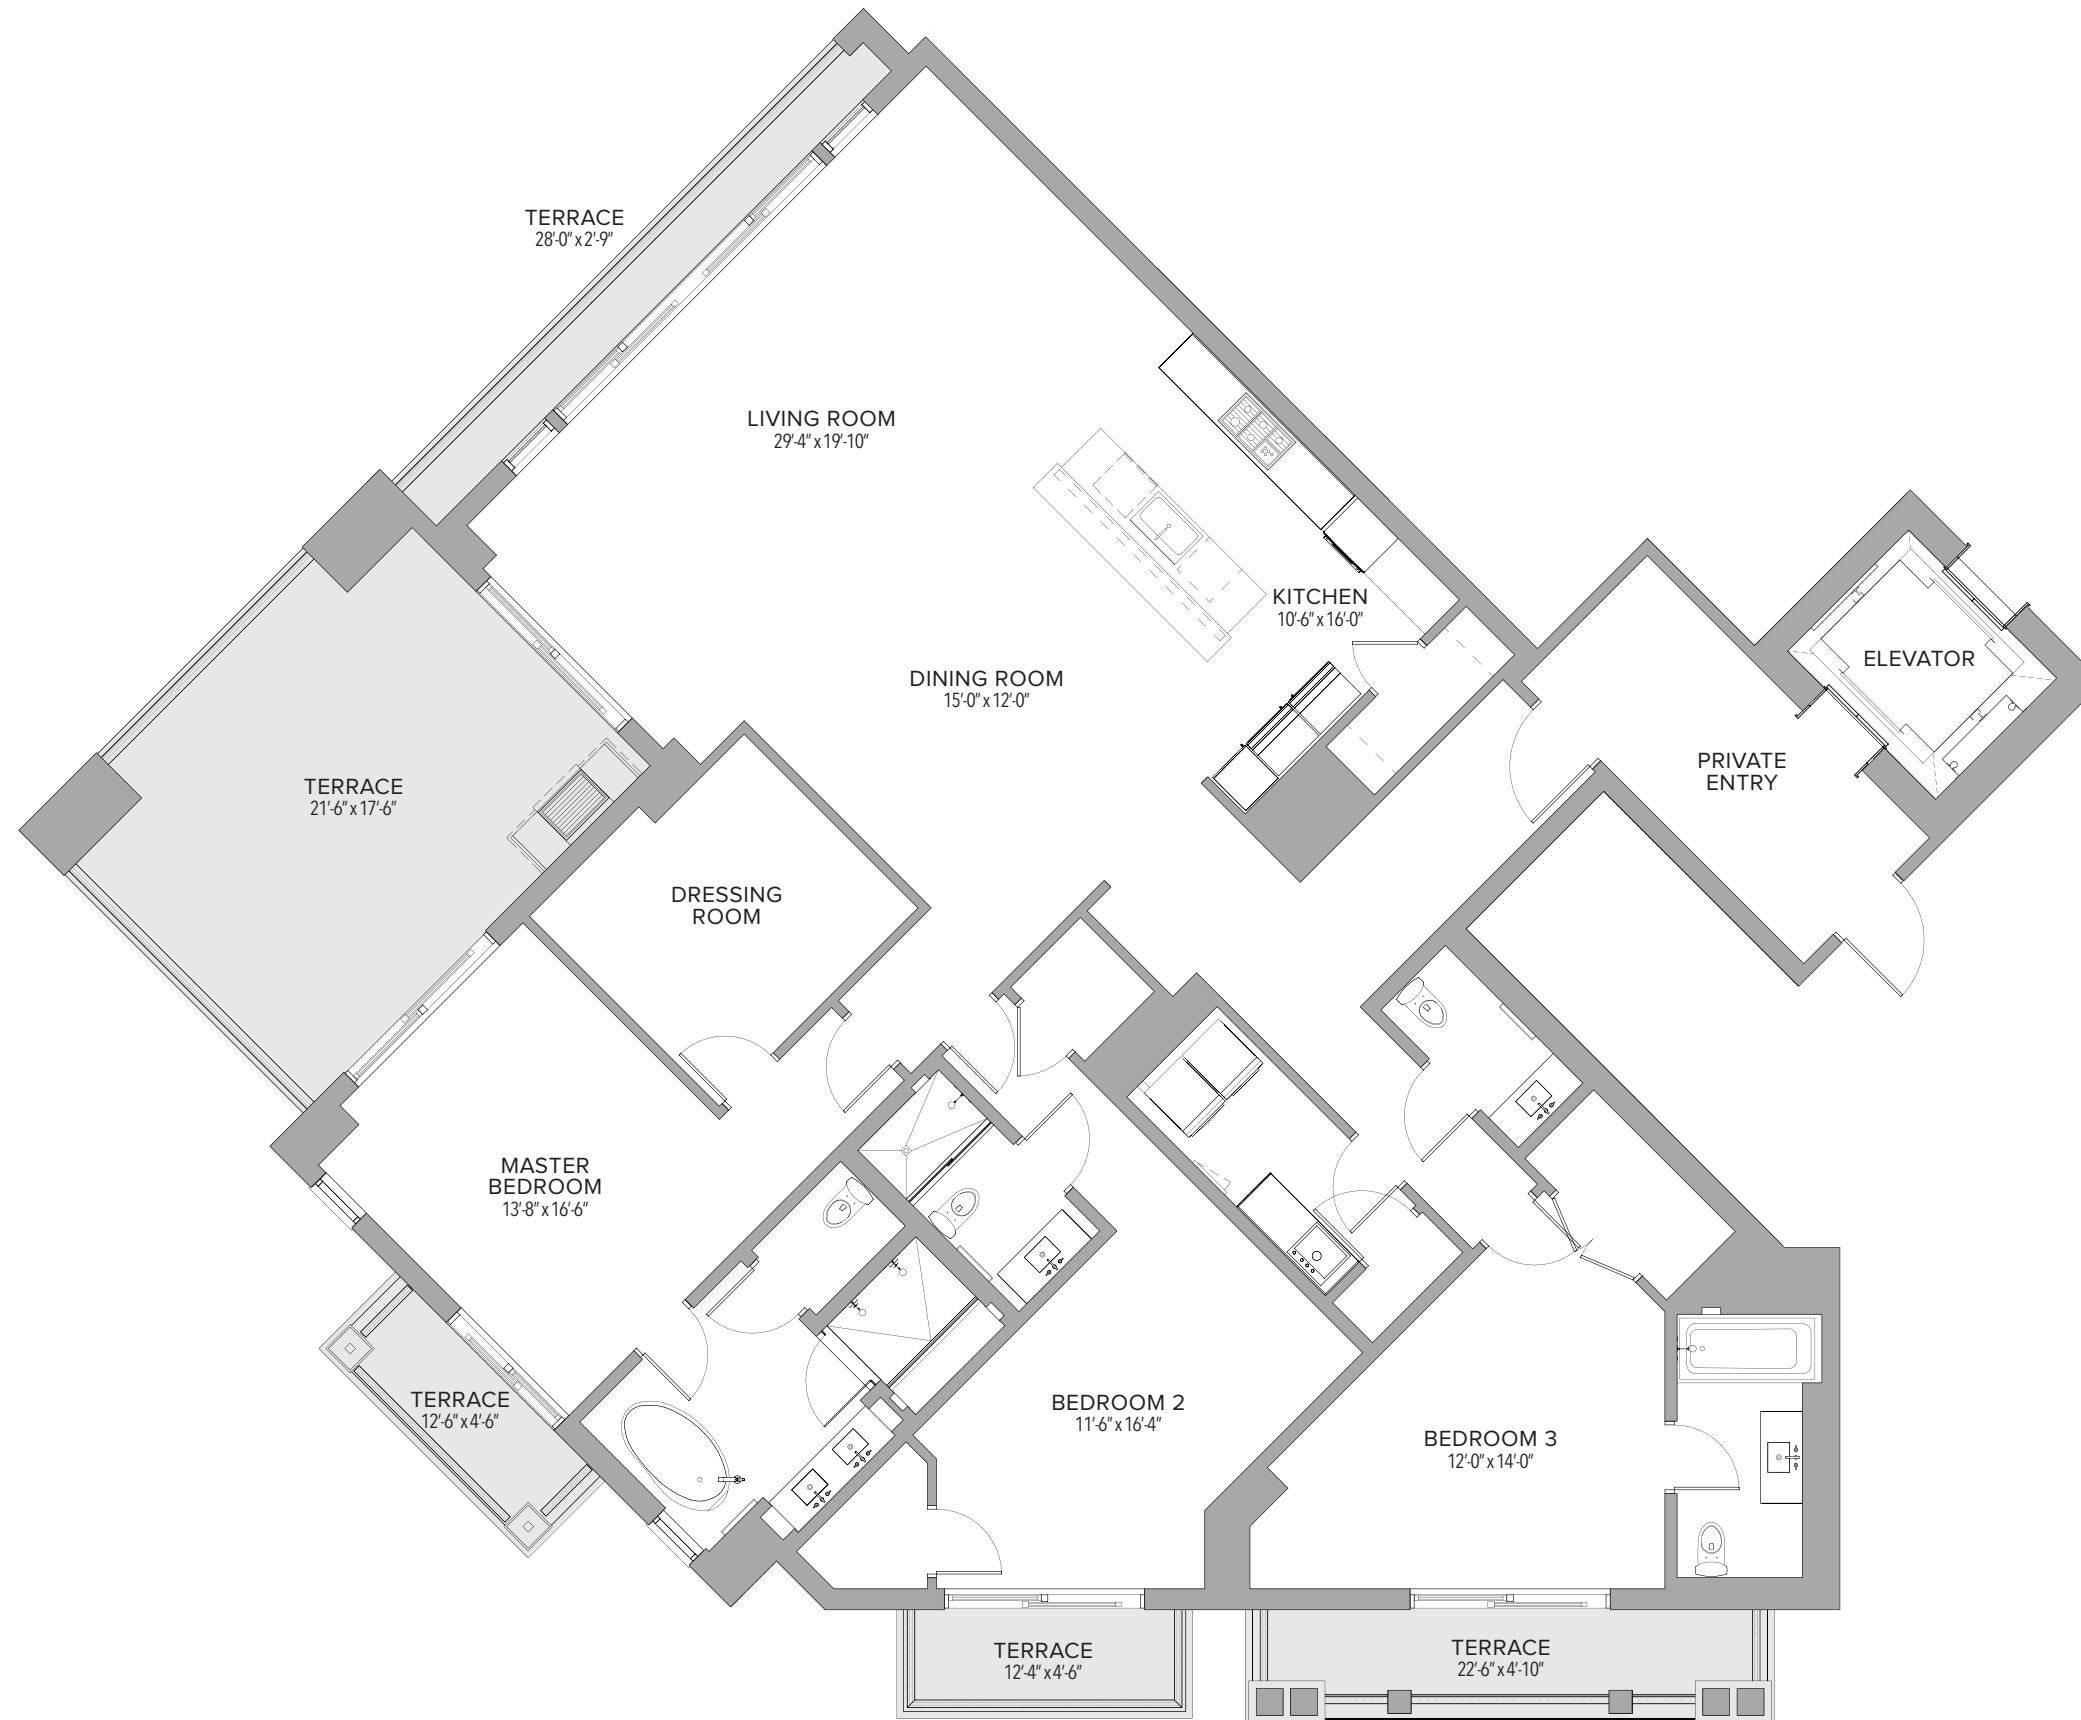 TERRACE
28'-0" x 2'-9"
LIVING ROOM
29'-4" x 19'-10"
KITCHEN
10'-6" x 16'-0"
DINING ROOM
15'-0" x 12'-0"
ELEVATOR
PRIVATE
ENTRY
TERRACE
21'-6" x 17'-6"
DRESSING
ROOM
MASTER
BEDROOM
13'-8" x 16'-6"
TERRACE
12'-6" x 4'-6"
BEDROOM 2
11'-6" x 16'-4"
BEDROOM 3
12'-0" x 14'-0"
TERRACE
12'-4" x 4'-6"
TERRACE
22'-6" x 4'-10"